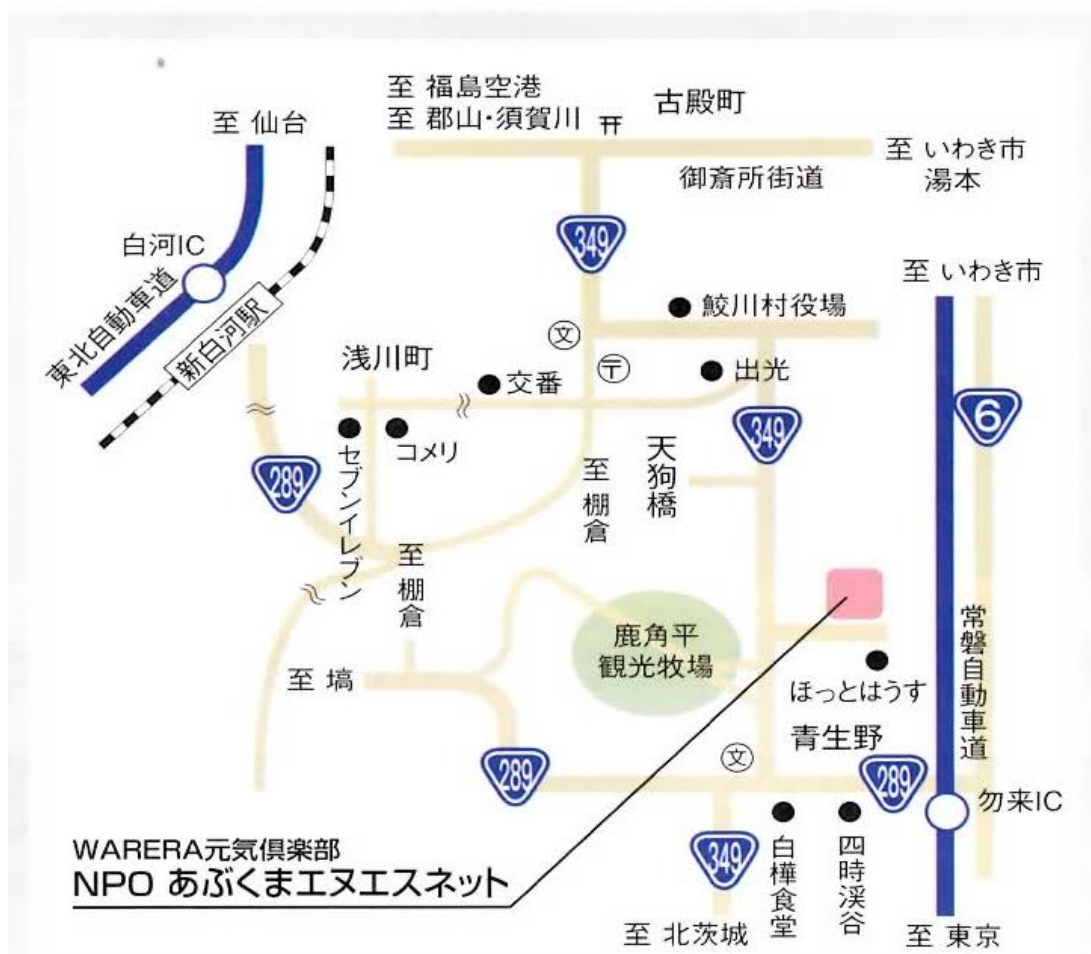 至 福島空港
至 郡山・須賀川
古殿町
至 仙台
御斎所街道
至 いわき市
湯本
白河IC
東北自動車道
新白河駅
349
至 いわき市
鮫川村役場
文
〒
浅川町
交番
出光
6
349
セブンイレブン
コメリ
289
天狗橋
至 棚倉
至 棚倉
鹿角平
観光牧場
至 塙
ほっとはうす
常磐自動車道
青生野
文
289
289
勿来IC
349
白樺食堂
四時渓谷
WARERA元気倶楽部
NPO あぶくまエヌエスネット
至 北茨城
至 東京